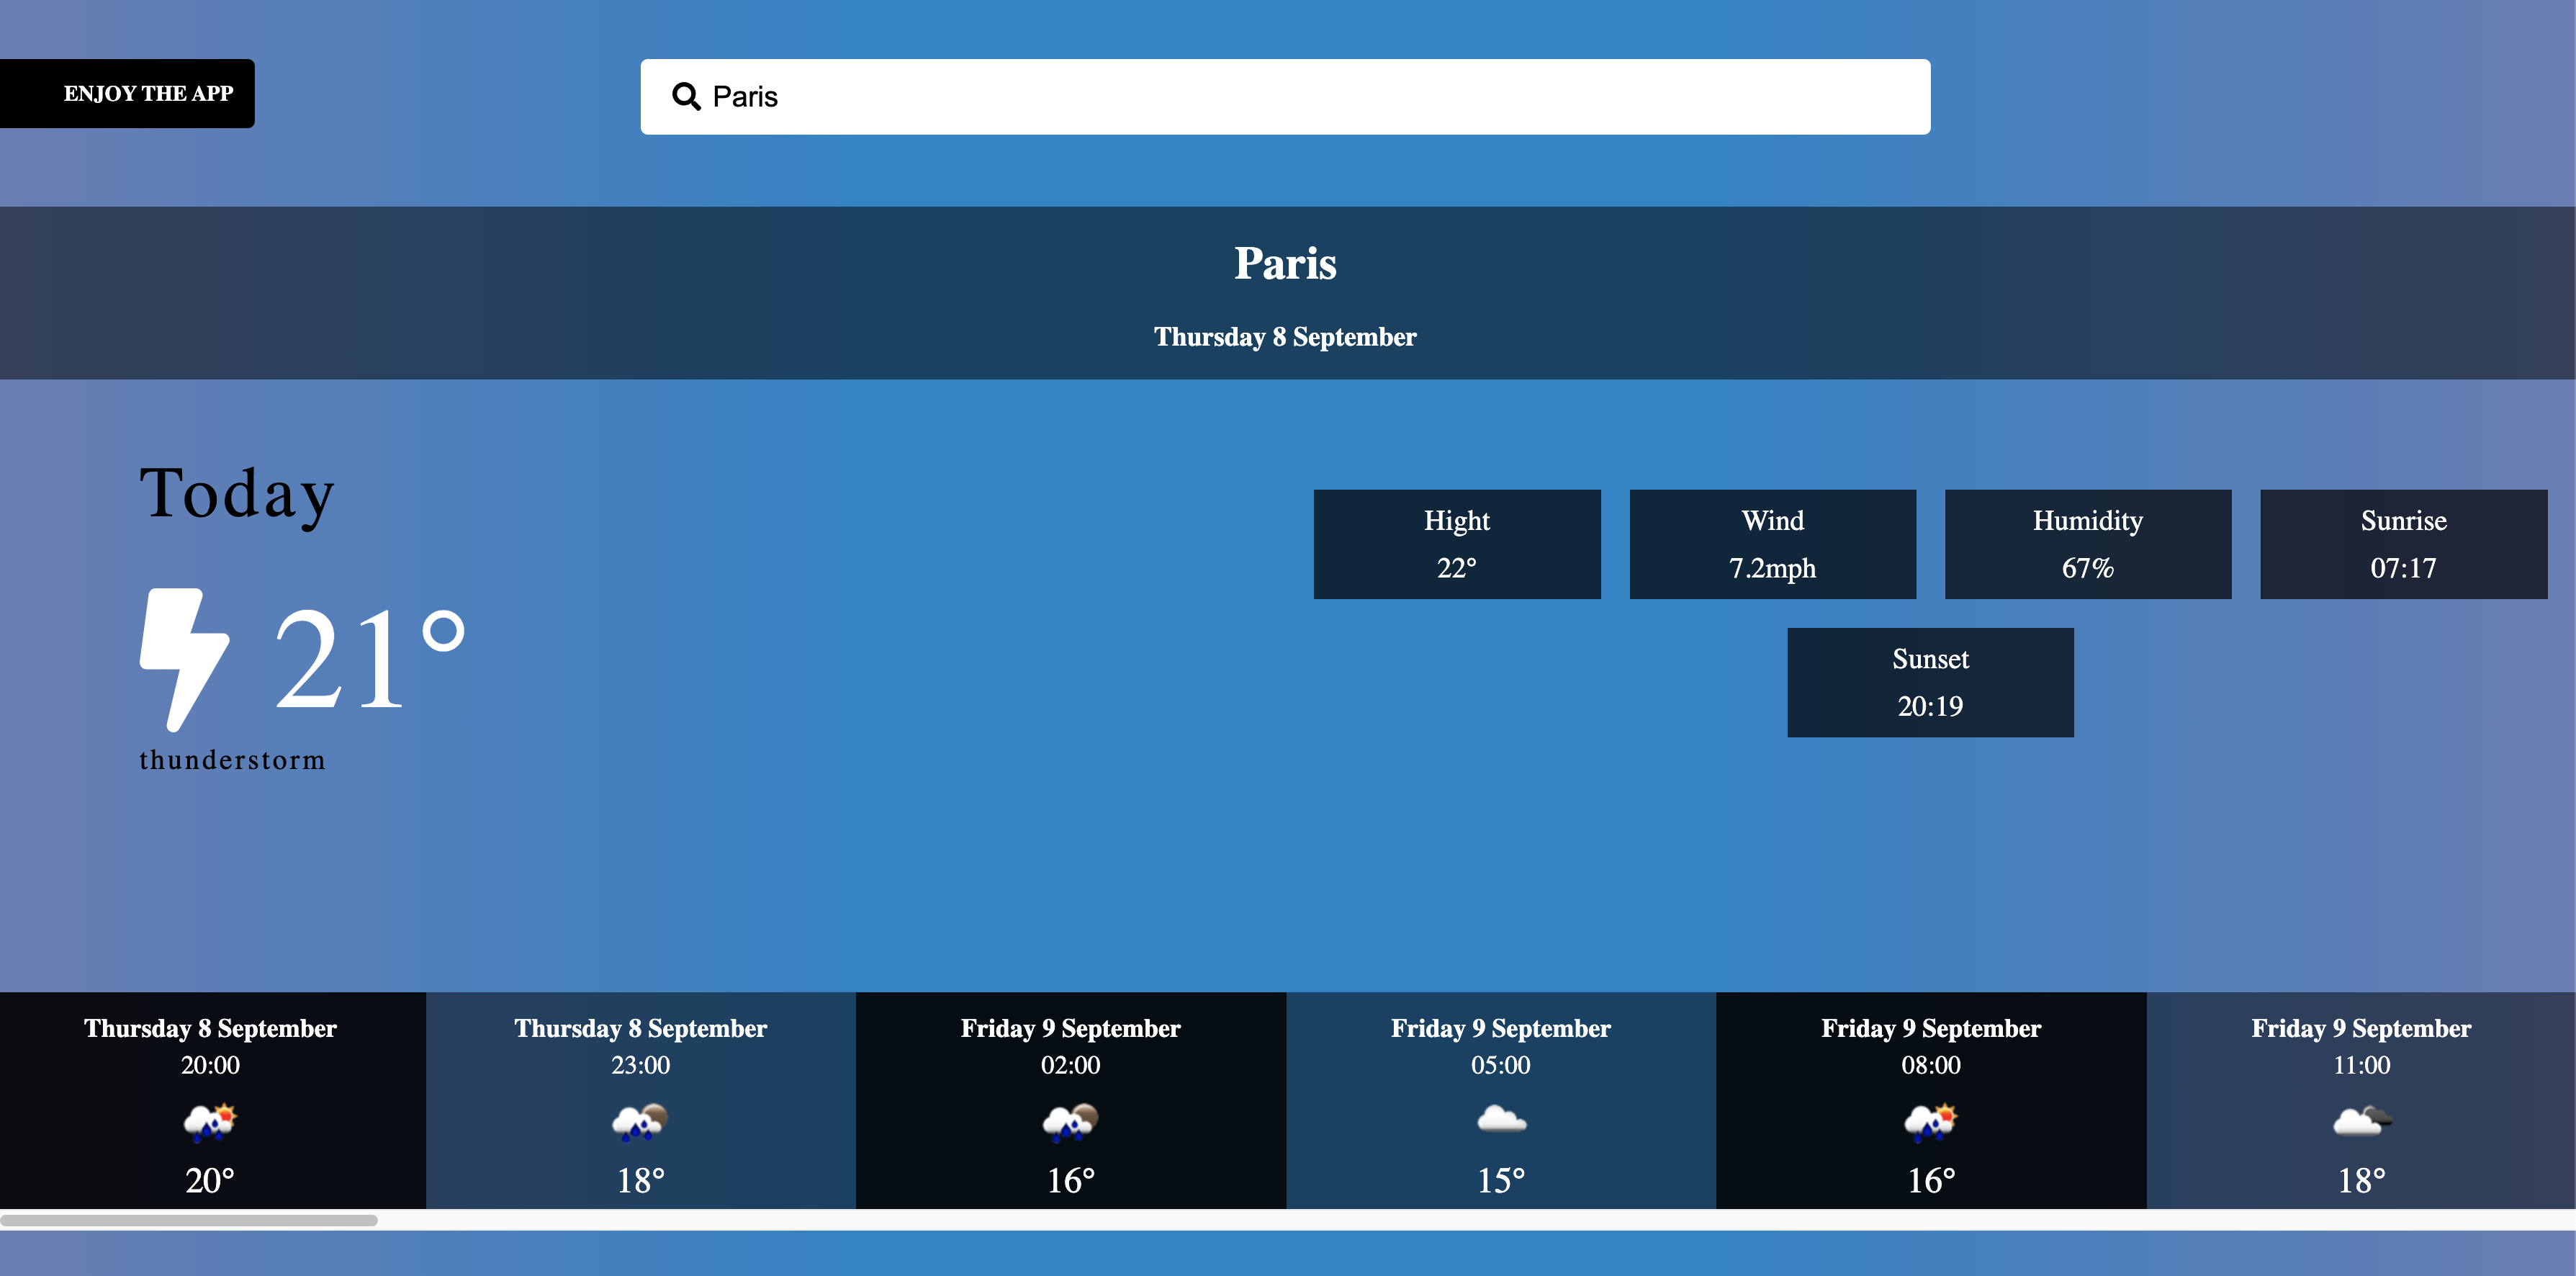 ENJOY THE APP
Paris
Paris
Thursday 8 September
Today
21°
thunderstorm
Hight
22°
Wind
7.2mph
Humidity
67%
Sunrise
07:17
Sunset
20:19
Thursday 8 September
20:00
20°
Thursday 8 September
23:00
18°
Friday 9 September
02:00
16°
Friday 9 September
05:00
15°
Friday 9 September
08:00
16°
Friday 9 September
11:00
18°